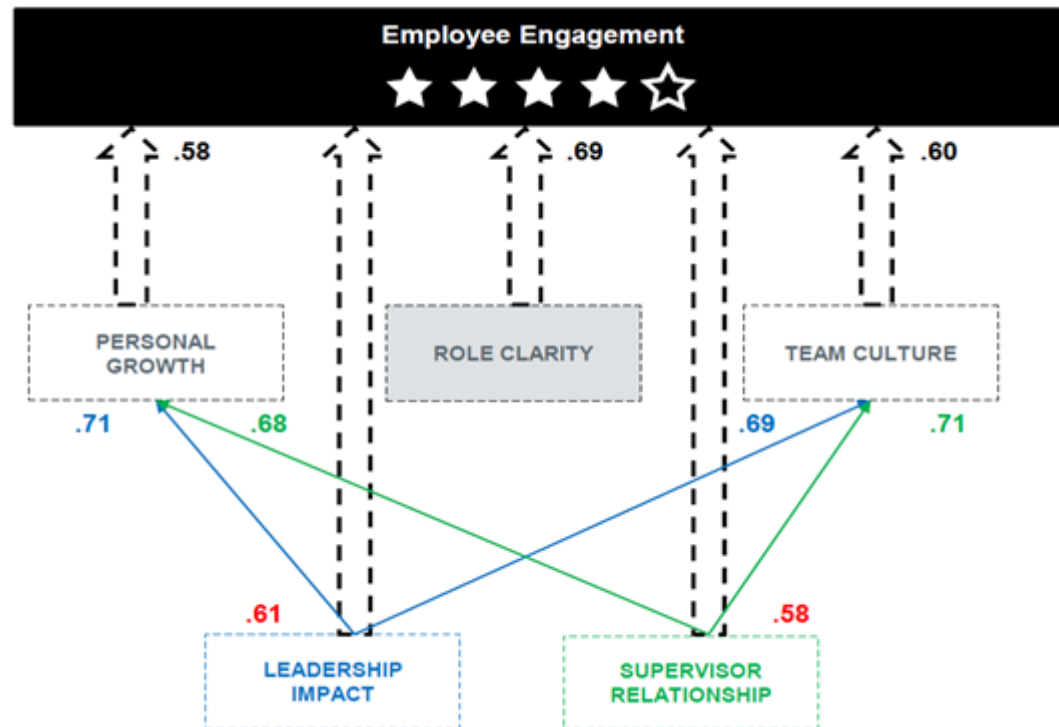 Employee Engagement
.58
.69
.60
PERSONAL
GROWTH
ROLE CLARITY
TEAM CULTURE
.71
.68
.69
.71
.61
.58
LEADERSHIP
IMPACT
SUPERVISOR
RELATIONSHIP